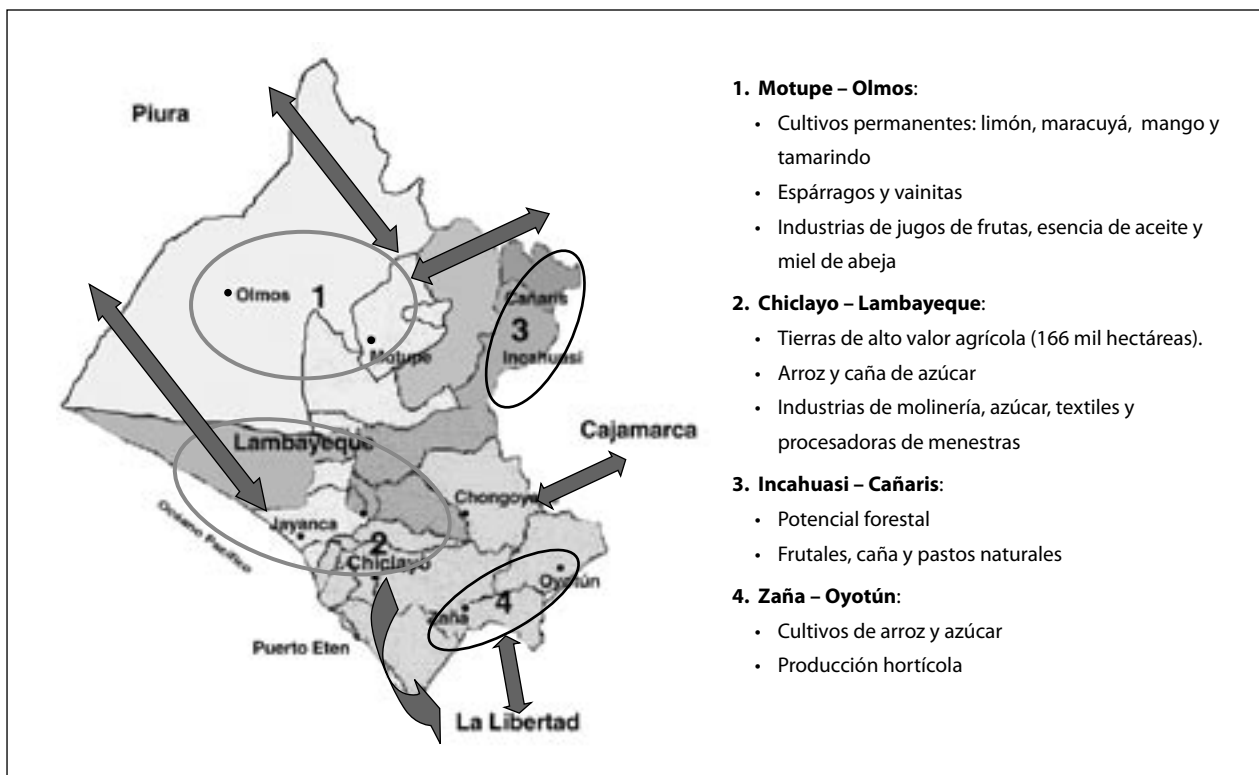 Piura
Olmos
1
Motupe
Cañaris
3
Incahuasi
Lambayeque
Cajamarca
Chongoya
Océano Pacífico
Jayanca
2
Chiclayo
Oyotún
Zaña
4
Puerto Eten
La Libertad
1. Motupe – Olmos:
• Cultivos permanentes: limón, maracuyá, mango y
tamarindo
• Espárragos y vainitas
• Industrias de jugos de frutas, esencia de aceite y
miel de abeja
2. Chiclayo – Lambayeque:
• Tierras de alto valor agrícola (166 mil hectáreas).
• Arroz y caña de azúcar
• Industrias de molinería, azúcar, textiles y
procesadoras de menestras
3. Incahuasi – Cañaris:
• Potencial forestal
• Frutales, caña y pastos naturales
4. Zaña – Oyotún:
• Cultivos de arroz y azúcar
• Producción hortícola